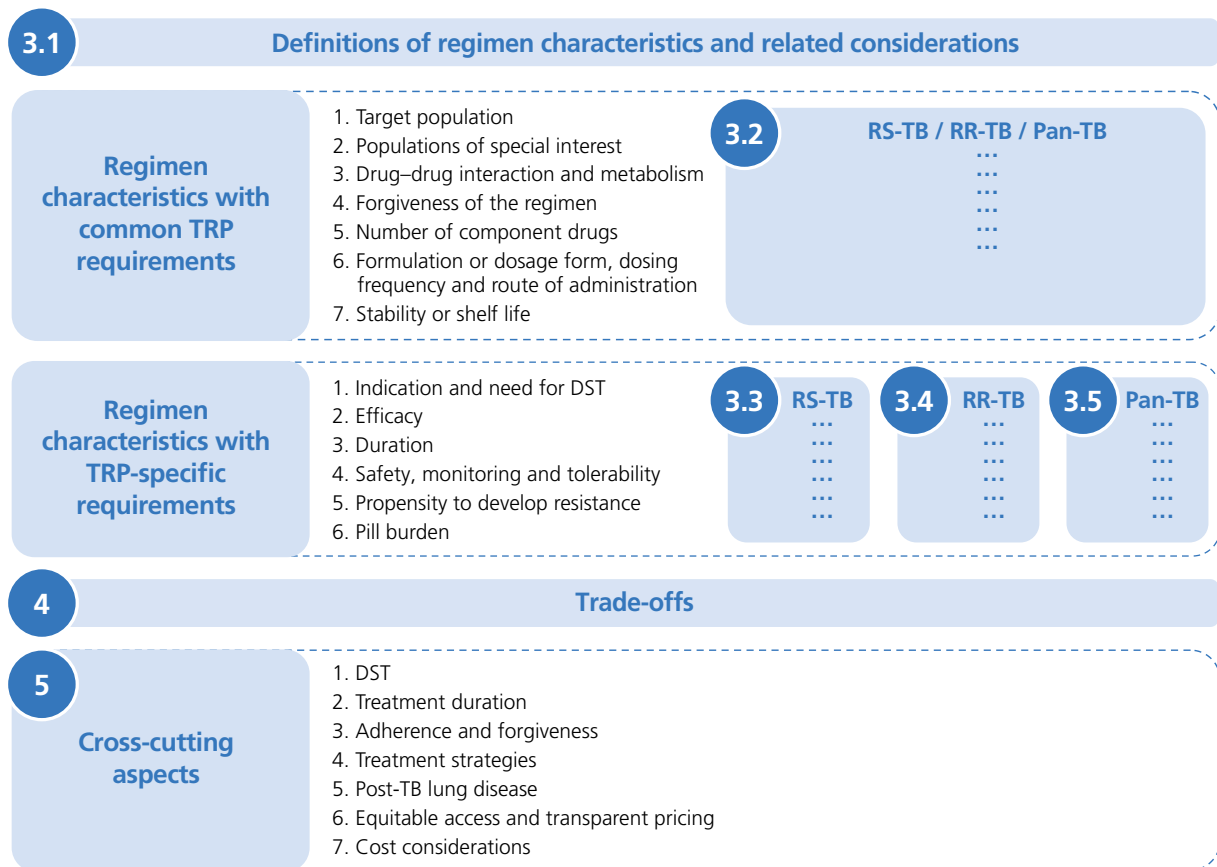 3.1
Definitions of regimen characteristics and related considerations
Regimen
characteristics with
common TRP
requirements
1. Target population
2. Populations of special interest
3. Drug–drug interaction and metabolism
4. Forgiveness of the regimen
5. Number of component drugs
6. Formulation or dosage form, dosing
frequency and route of administration
7. Stability or shelf life
3.2
RS-TB / RR-TB / Pan-TB
...
...
...
...
...
...
Regimen
characteristics with
TRP-specific
requirements
1. Indication and need for DST
2. Efficacy
3. Duration
4. Safety, monitoring and tolerability
5. Propensity to develop resistance
6. Pill burden
3.3
RS-TB
...
...
...
...
...
...
3.4
RR-TB
...
...
...
...
...
...
3.5
Pan-TB
...
...
...
...
...
...
4
Trade-offs
5
Cross-cutting
aspects
1. DST
2. Treatment duration
3. Adherence and forgiveness
4. Treatment strategies
5. Post-TB lung disease
6. Equitable access and transparent pricing
7. Cost considerations